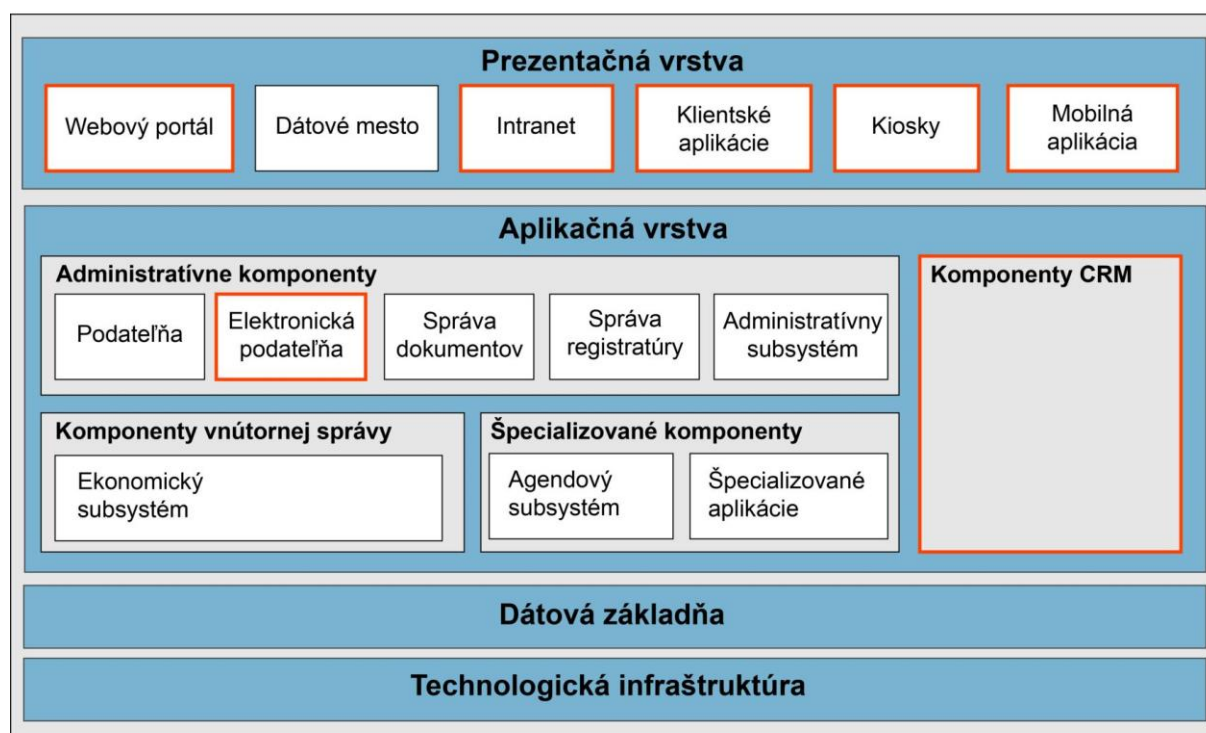 Prezentačná vrstva
Webový portál
Dátové mesto
Intranet
Klientské
aplikácie
Kiosky
Mobilná
aplikácia
Aplikačná vrstva
Administratívne komponenty
Podateľňa
Elektronická
podateľňa
Správa
dokumentov
Správa
registratúry
Administratívny
subsystém
Komponenty CRM
Komponenty vnútornej správy
Ekonomický
subsystém
Špecializované komponenty
Agendový
subsystém
Špecializované
aplikácie
Dátová základňa
Technologická infraštruktúra